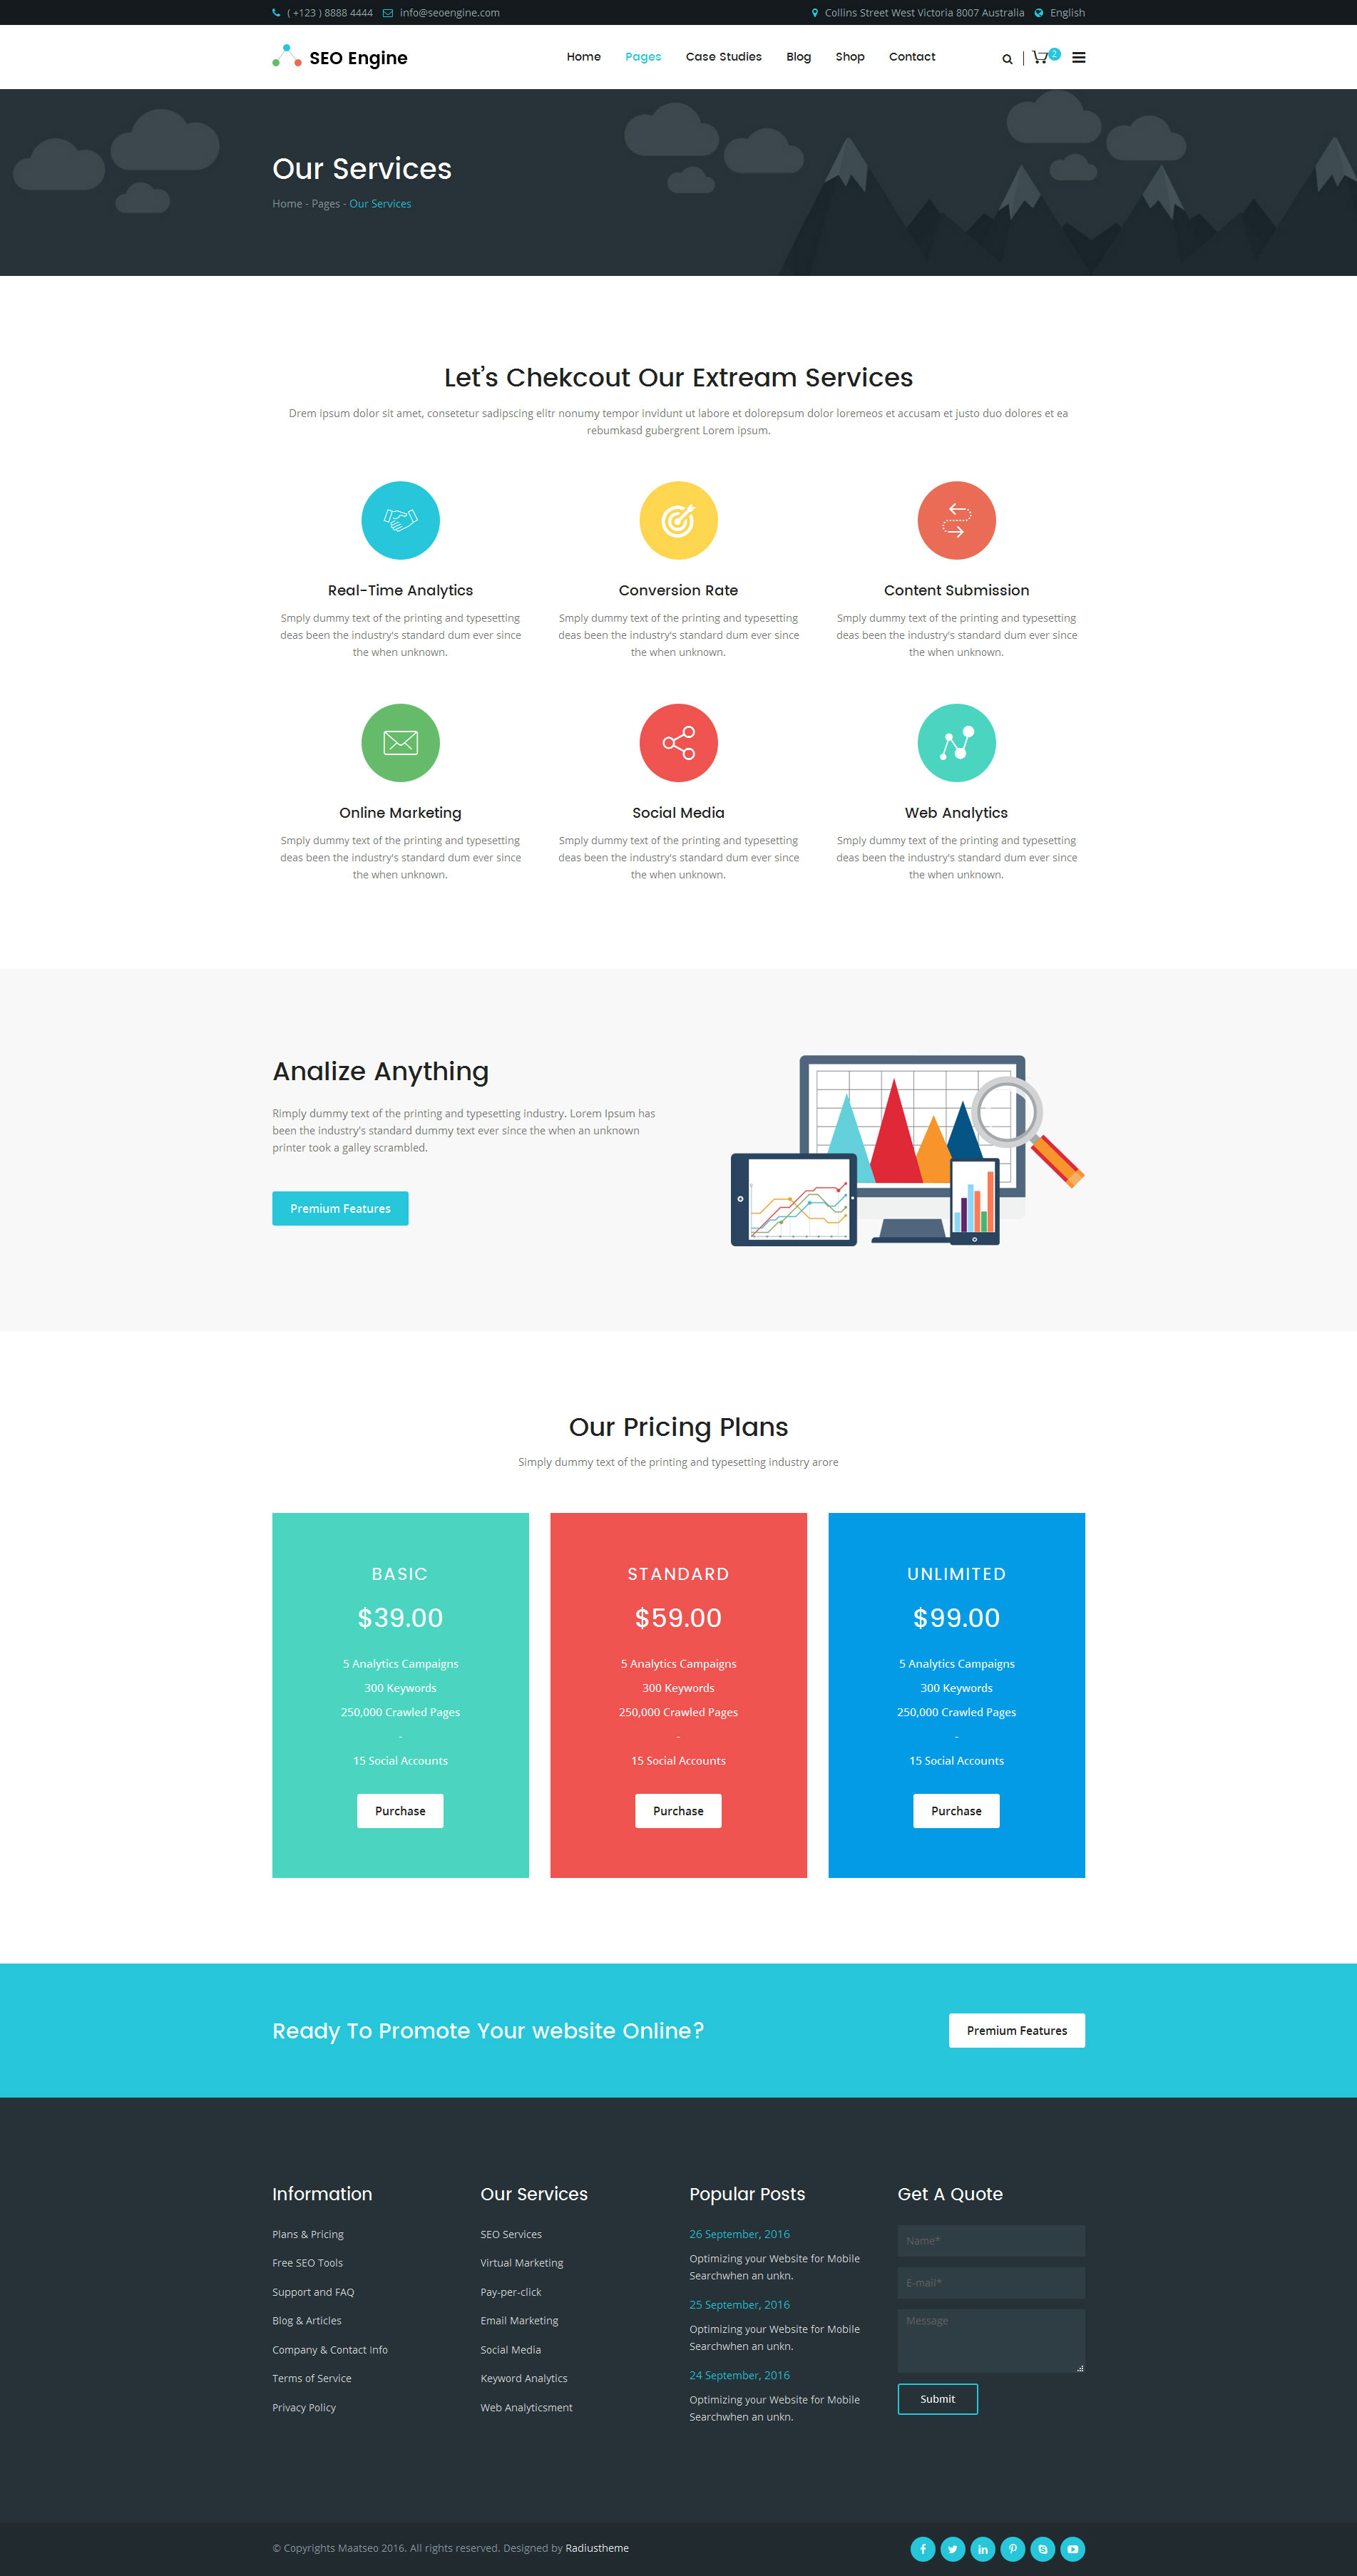 ( +123 ) 8888 4444 info@seoengine.com Collins Street West Victoria 8007 Australia English
SEO Engine Home Pages Case Studies Blog Shop Contact 2
Our Services
Home - Pages - Our Services
Let's Chekcout Our Extream Services
Drem ipsum dolor sit amet, consetetur sadipscing elitr nonumy tempor invidunt ut labore et dolorepsum dolor loremeos et accusam et justo duo dolores et ea
rebumkasd gubergrent Lorem ipsum.
Real-Time Analytics
Smply dummy text of the printing and typesetting
deas been the industry's standard dum ever since
the when unknown.
Conversion Rate
Smply dummy text of the printing and typesetting
deas been the industry's standard dum ever since
the when unknown.
Content Submission
Smply dummy text of the printing and typesetting
deas been the industry's standard dum ever since
the when unknown.
Online Marketing
Smply dummy text of the printing and typesetting
deas been the industry's standard dum ever since
the when unknown.
Social Media
Smply dummy text of the printing and typesetting
deas been the industry's standard dum ever since
the when unknown.
Web Analytics
Smply dummy text of the printing and typesetting
deas been the industry's standard dum ever since
the when unknown.
Analize Anything
Rimply dummy text of the printing and typesetting industry. Lorem Ipsum has
been the industry's standard dummy text ever since the when an unknown
printer took a galley scrambled.
Premium Features
Our Pricing Plans
Simply dummy text of the printing and typesetting industry arore
BASIC
$39.00
5 Analytics Campaigns
300 Keywords
250,000 Crawled Pages
-
15 Social Accounts
Purchase
STANDARD
$59.00
5 Analytics Campaigns
300 Keywords
250,000 Crawled Pages
-
15 Social Accounts
Purchase
UNLIMITED
$99.00
5 Analytics Campaigns
300 Keywords
250,000 Crawled Pages
-
15 Social Accounts
Purchase
Ready To Promote Your website Online?
Premium Features
Information
Plans & Pricing
Free SEO Tools
Support and FAQ
Blog & Articles
Company & Contact Info
Terms of Service
Privacy Policy
Our Services
SEO Services
Virtual Marketing
Pay-per-click
Email Marketing
Social Media
Keyword Analytics
Web Analyticsment
Popular Posts
26 September, 2016
Optimizing your Website for Mobile
Searchwhen an unkn.
25 September, 2016
Optimizing your Website for Mobile
Searchwhen an unkn.
24 September, 2016
Optimizing your Website for Mobile
Searchwhen an unkn.
Get A Quote
Name*
E-mail*
Message
Submit
© Copyrights Maatseo 2016. All rights reserved. Designed by Radiustheme